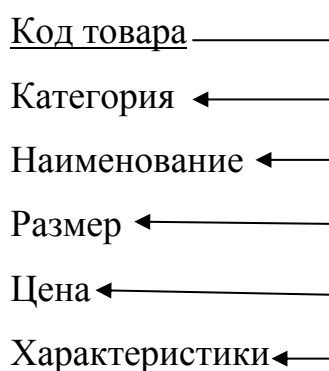 Код товара
Категория
Наименование
Размер
Цена
Характеристики